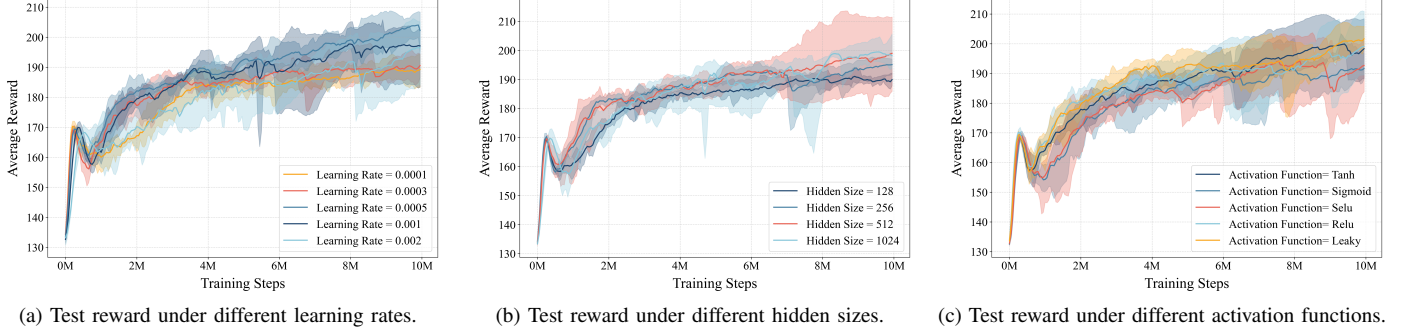 210
200
190
180
170
160
150
140
130
Average Reward
0M
2M
4M
6M
8M
10M
Training Steps
Learning Rate = 0.0001
Learning Rate = 0.0003
Learning Rate = 0.0005
Learning Rate = 0.001
Learning Rate = 0.002
(a) Test reward under different learning rates.
210
200
190
180
170
160
150
140
130
Average Reward
0M
2M
4M
6M
8M
10M
Training Steps
Hidden Size = 128
Hidden Size = 256
Hidden Size = 512
Hidden Size = 1024
(b) Test reward under different hidden sizes.
210
200
190
180
170
160
150
140
130
Average Reward
0M
2M
4M
6M
8M
10M
Training Steps
Activation Function= Tanh
Activation Function= Sigmoid
Activation Function= Selu
Activation Function= Relu
Activation Function= Leaky
(c) Test reward under different activation functions.